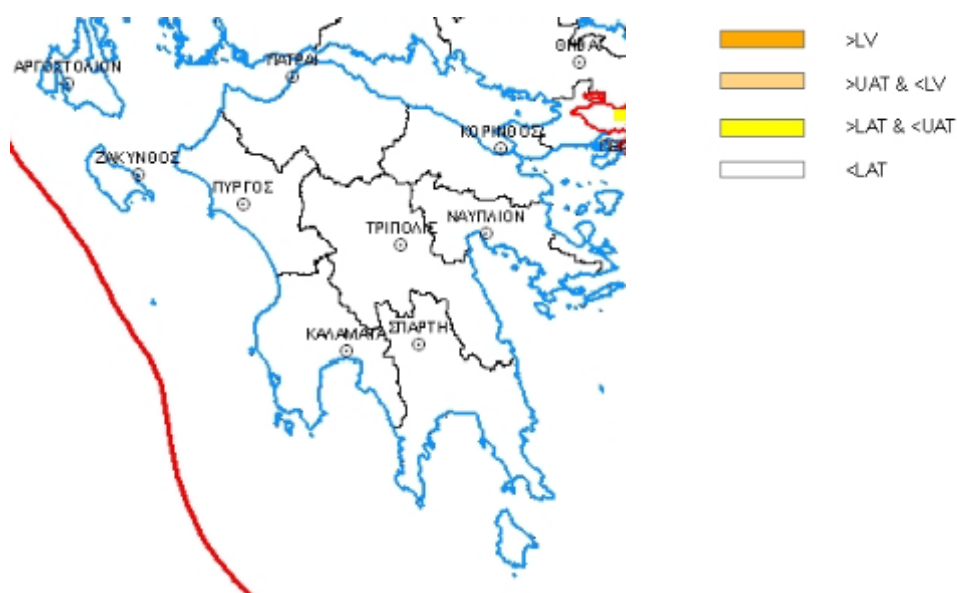 ΘΗΒΑΙ
ΠΑΤΡΑΙ
ΑΡΓΟΣΤΟΛΙΟΝ
ΚΟΡΙΝΘΟΣ
ΖΑΚΥΝΘΟΣ
ΠΥΡΓΟΣ
ΝΑΥΠΛΙΟΝ
ΤΡΙΠΟΛΙΣ
ΚΑΛΑΜΑΤΑ
ΣΠΑΡΤΗ
>LV
>UAT & <LV
>LAT & <UAT
<LAT